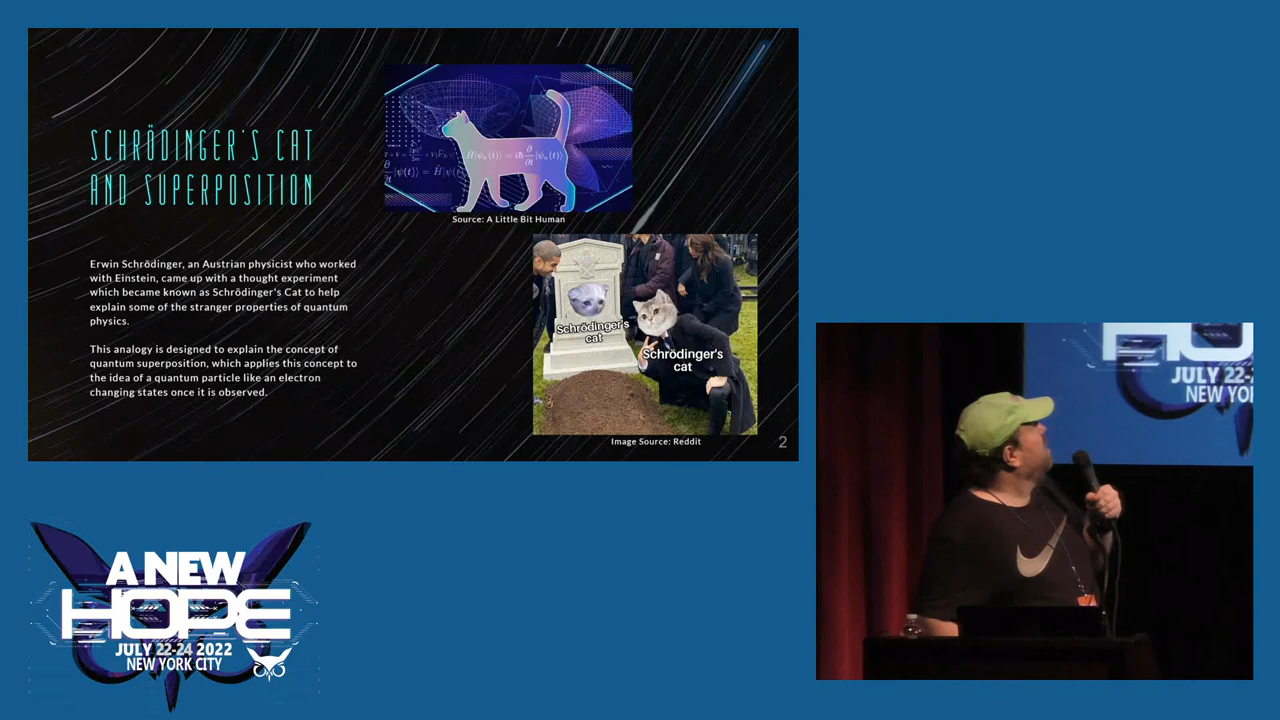 SCHRÖDINGER'S CAT
AND SUPERPOSITION
Erwin Schrödinger, an Austrian physicist who worked
with Einstein, came up with a thought experiment
which became known as Schrödinger's Cat to help
explain some of the stranger properties of quantum
physics.
This analogy is designed to explain the concept of
quantum superposition, which applies this concept to
the idea of a quantum particle like an electron
changing states once it is observed.
Source: A Little Bit Human
Schrödinger's
cat
Schrödinger's
cat
Image Source: Reddit
2
A NEW
HOPE
JULY 22-24 2022
NEW YORK CITY
JULY 22-
NEW YO